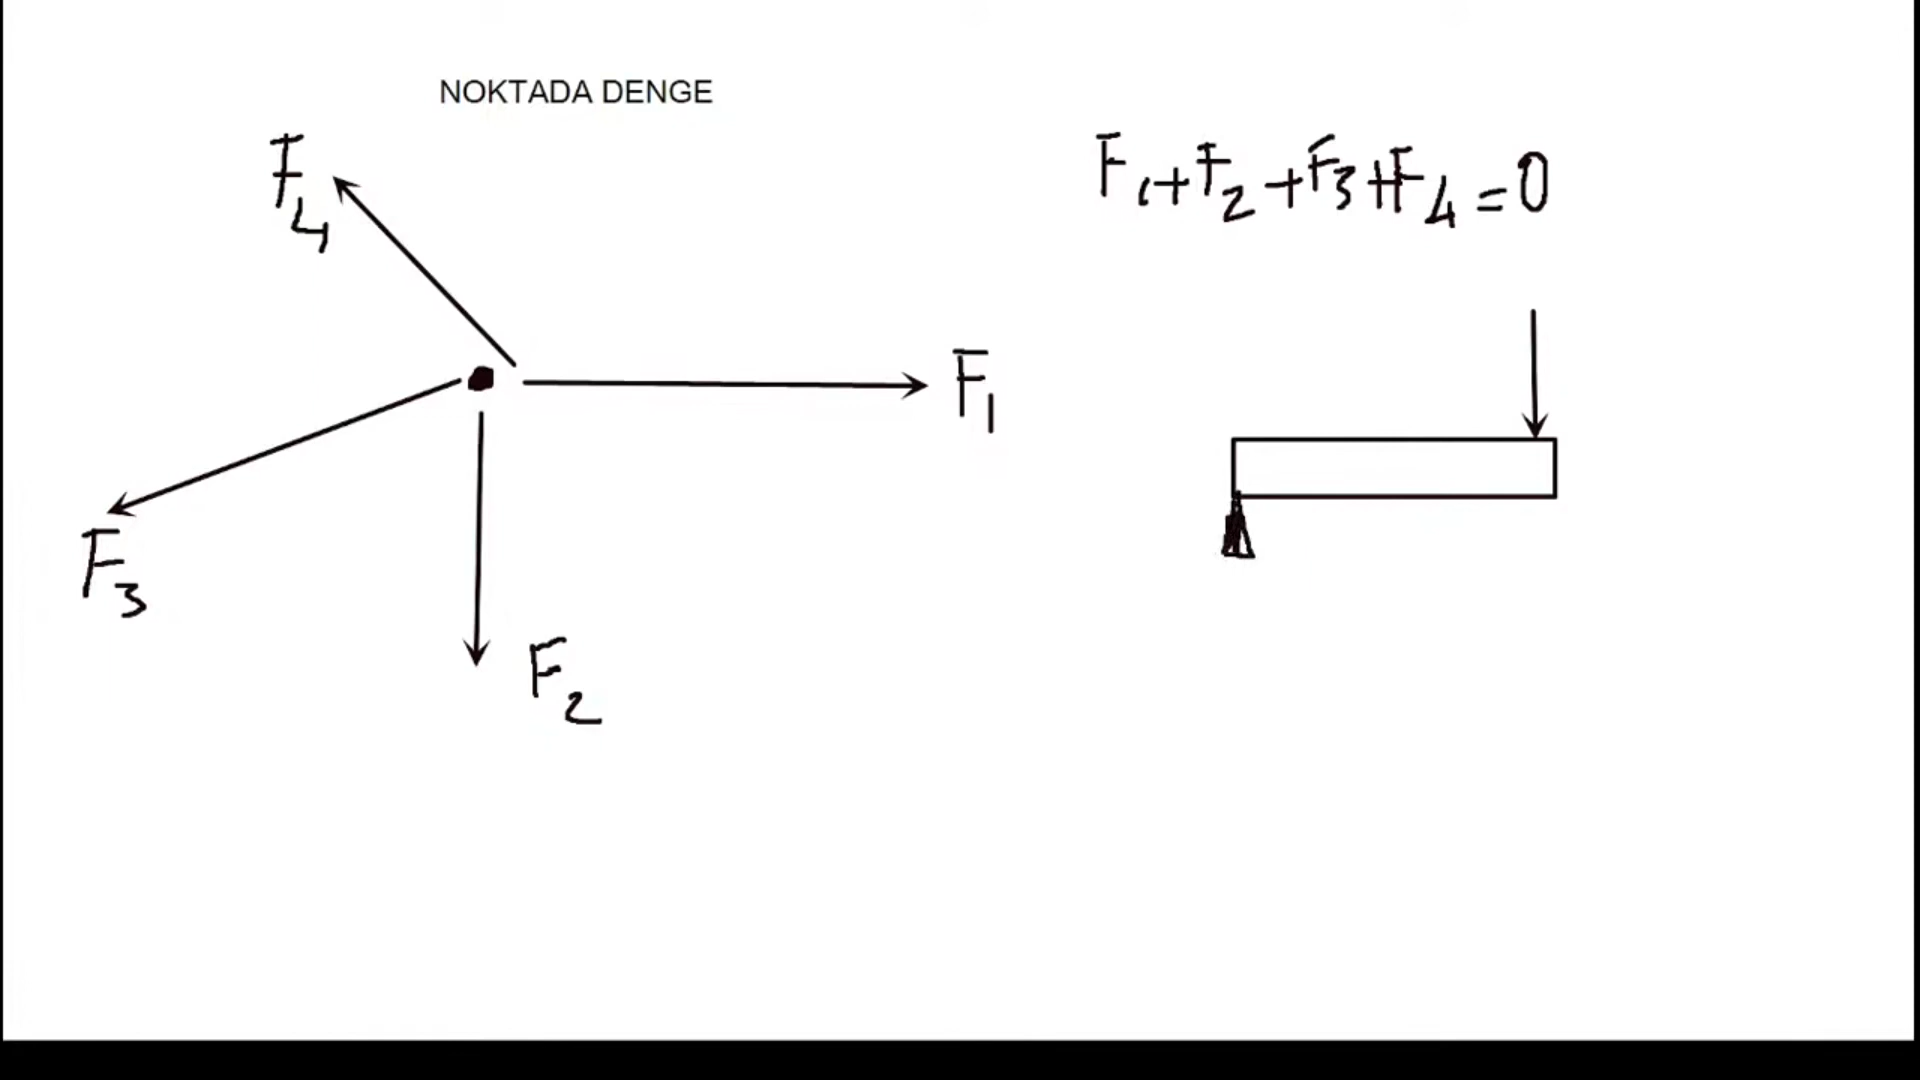 NOKTADA DENGE
F₁+F₂+F₃+F₄=0
F₄
F₁
F₃
F₂